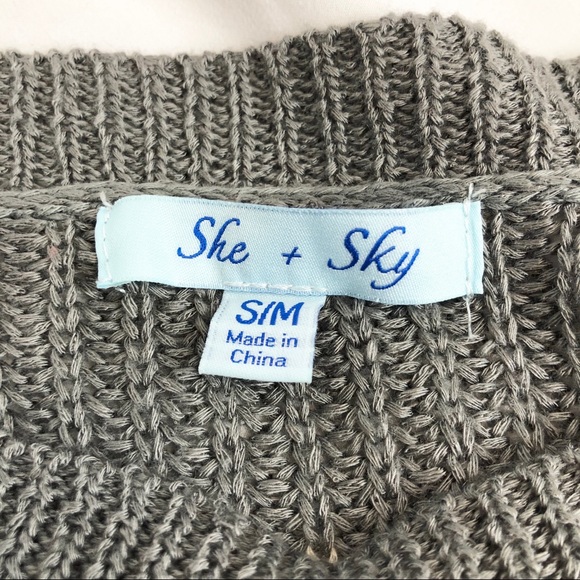 She + Sky
S/M
Made in
China